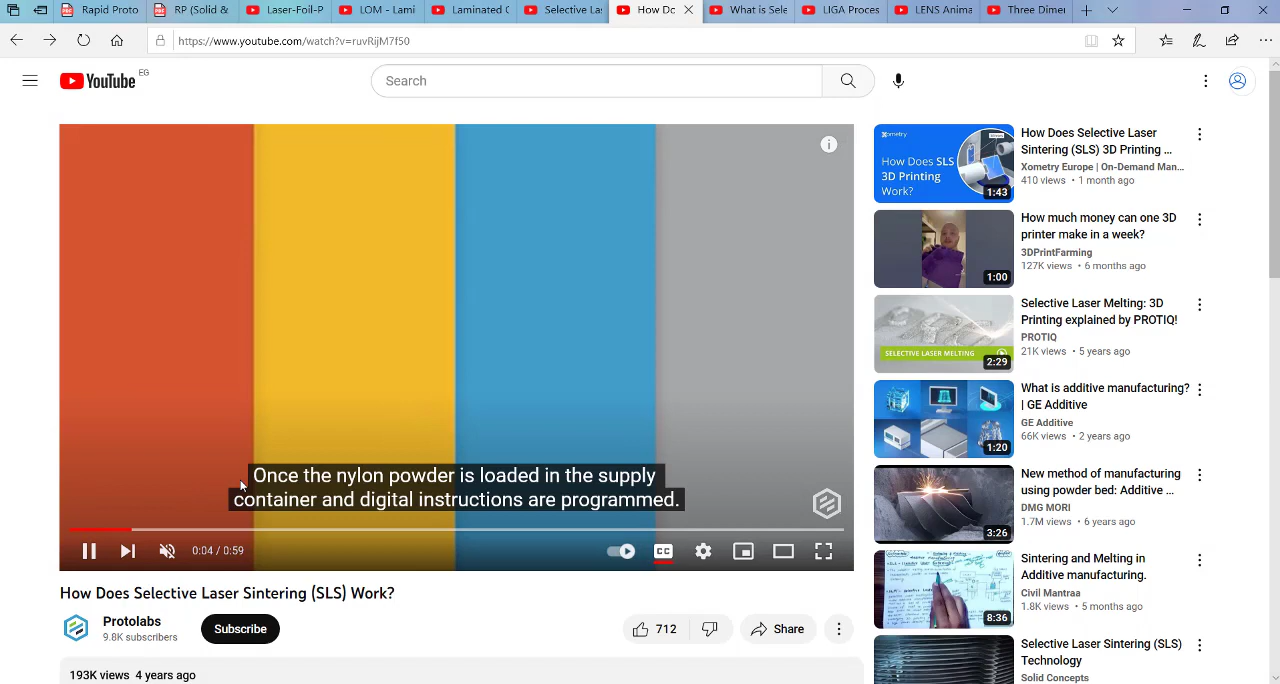 Rapid Proto
RP (Solid &
Laser-Foil-P
LOM - Lami
Laminated
Selective La
How Do
What is Sele
LIGA Proces
LENS Anima
Three Dimer
https://www.youtube.com/watch?v=ruvRijM7f50
YouTube
EG
Search
Once the nylon powder is loaded in the supply
container and digital instructions are programmed.
0:04 / 0:59
CC
How Does Selective Laser Sintering (SLS) Work?
Protolabs
9.8K subscribers
Subscribe
712
Share
193K views 4 yea
Xometry
How Does SLS
3D Printing
Work?
1:43
How Does Selective Laser
Sintering (SLS) 3D Printing ...
Xometry Europe | On-Demand Man...
410 views • 1 month ago
1:00
How much money can one 3D
printer make in a week?
3DPrintFarming
127K views • 6 months ago
SELECTIVE LASER MELTING
2:29
Selective Laser Melting: 3D
Printing explained by PROTIQ!
PROTIQ
21K views • 5 years ago
1:20
What is additive manufacturing?
| GE Additive
GE Additive
66K views • 2 years ago
3:26
New method of manufacturing
using powder bed: Additive ...
DMG MORI
1.7M views • 6 years ago
8:36
Sintering and Melting in
Additive manufacturing.
Civil Mantraa
1.8K views • 5 months ago
Selective Laser Sintering (SLS)
Technology
Solid Concepts